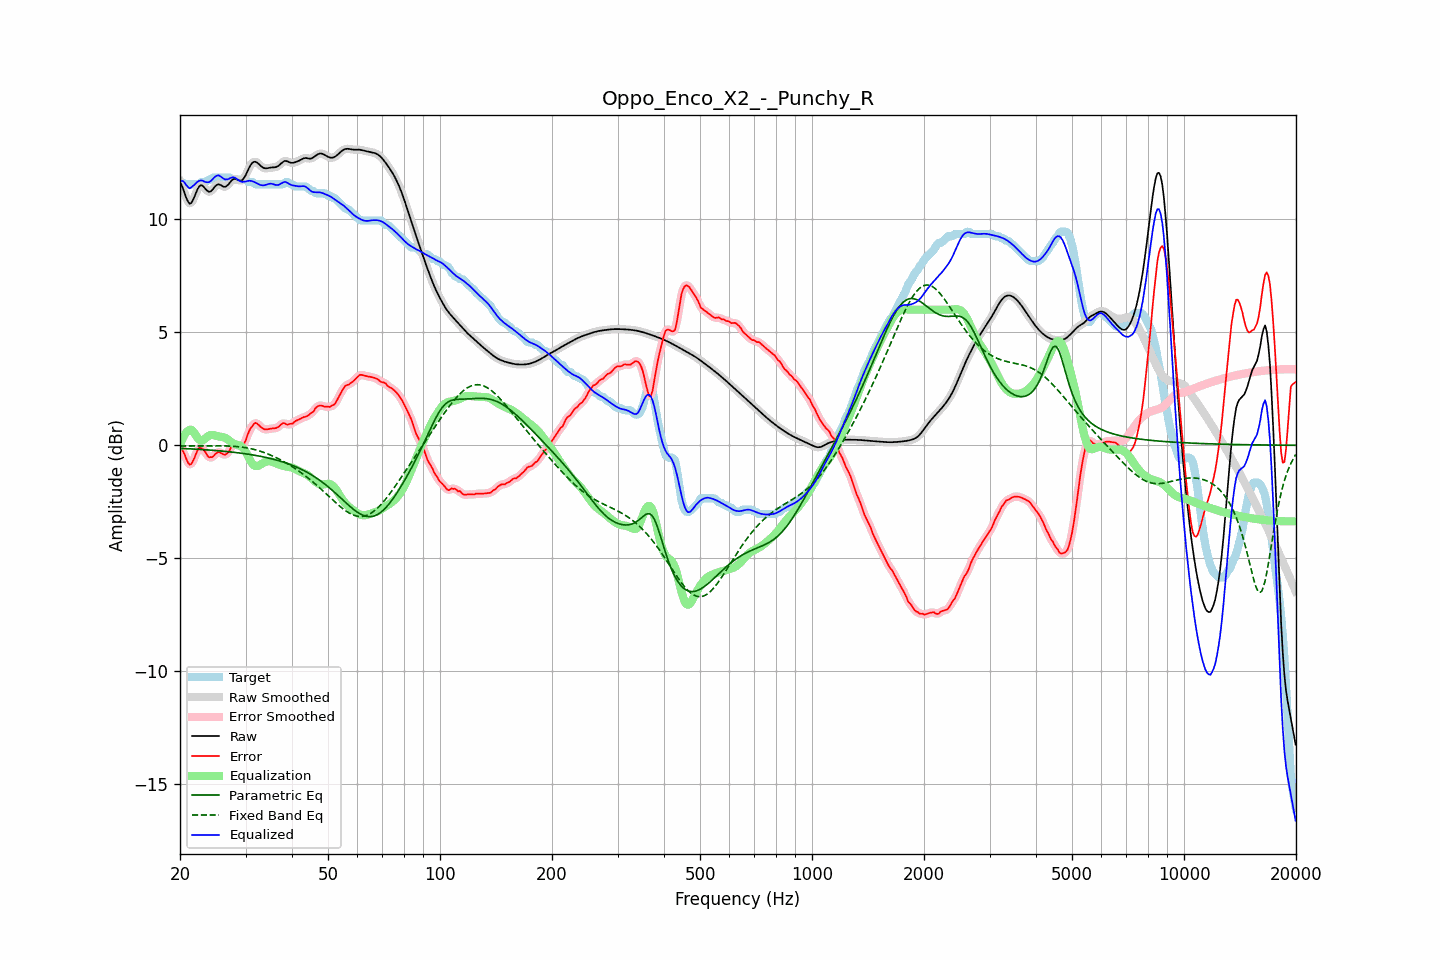 Oppo_Enco_X2_-_Punchy_R
Amplitude (dBr)
10
5
0
−5
−10
−15
Target
Raw Smoothed
Error Smoothed
Raw
Error
Equalization
Parametric Eq
Fixed Band Eq
Equalized
20 50 100 200 500 1000 2000 5000 10000 20000
Frequency (Hz)